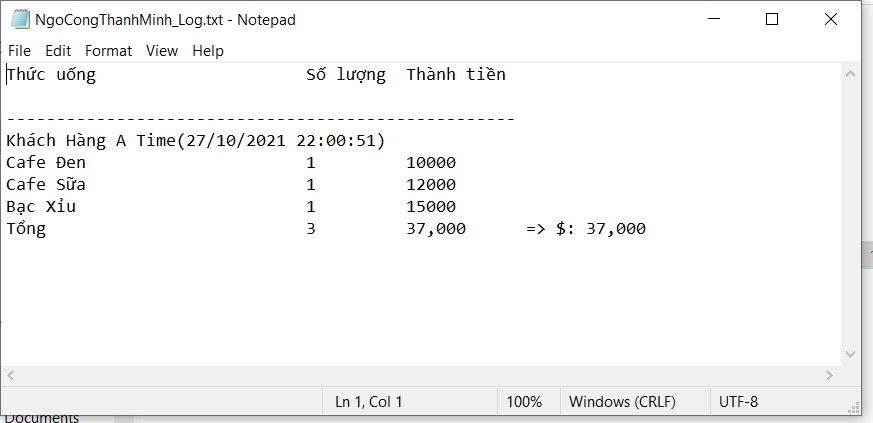 NgoCongThanhMinh_Log.txt - Notepad
File Edit Format View Help
Thức uống Số lượng Thành tiền
---------------------------------------------------
Khách Hàng A Time(27/10/2021 22:00:51)
Cafe Đen 1 10000
Cafe Sữa 1 12000
Bạc Xỉu 1 15000
Tổng 3 37,000 => $: 37,000
Ln 1, Col 1 100% Windows (CRLF) UTF-8
Documents